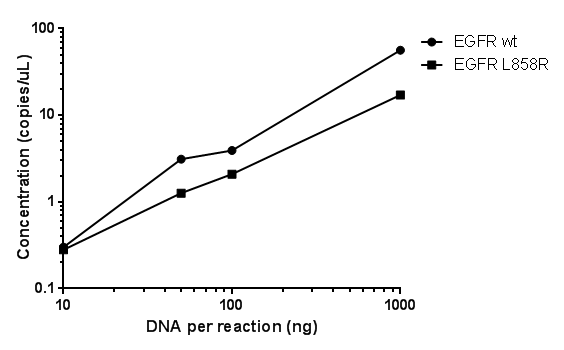 100
10
1
0.1
Concentration (copies/uL)
10
100
1000
DNA per reaction (ng)
EGFR wt
EGFR L858R